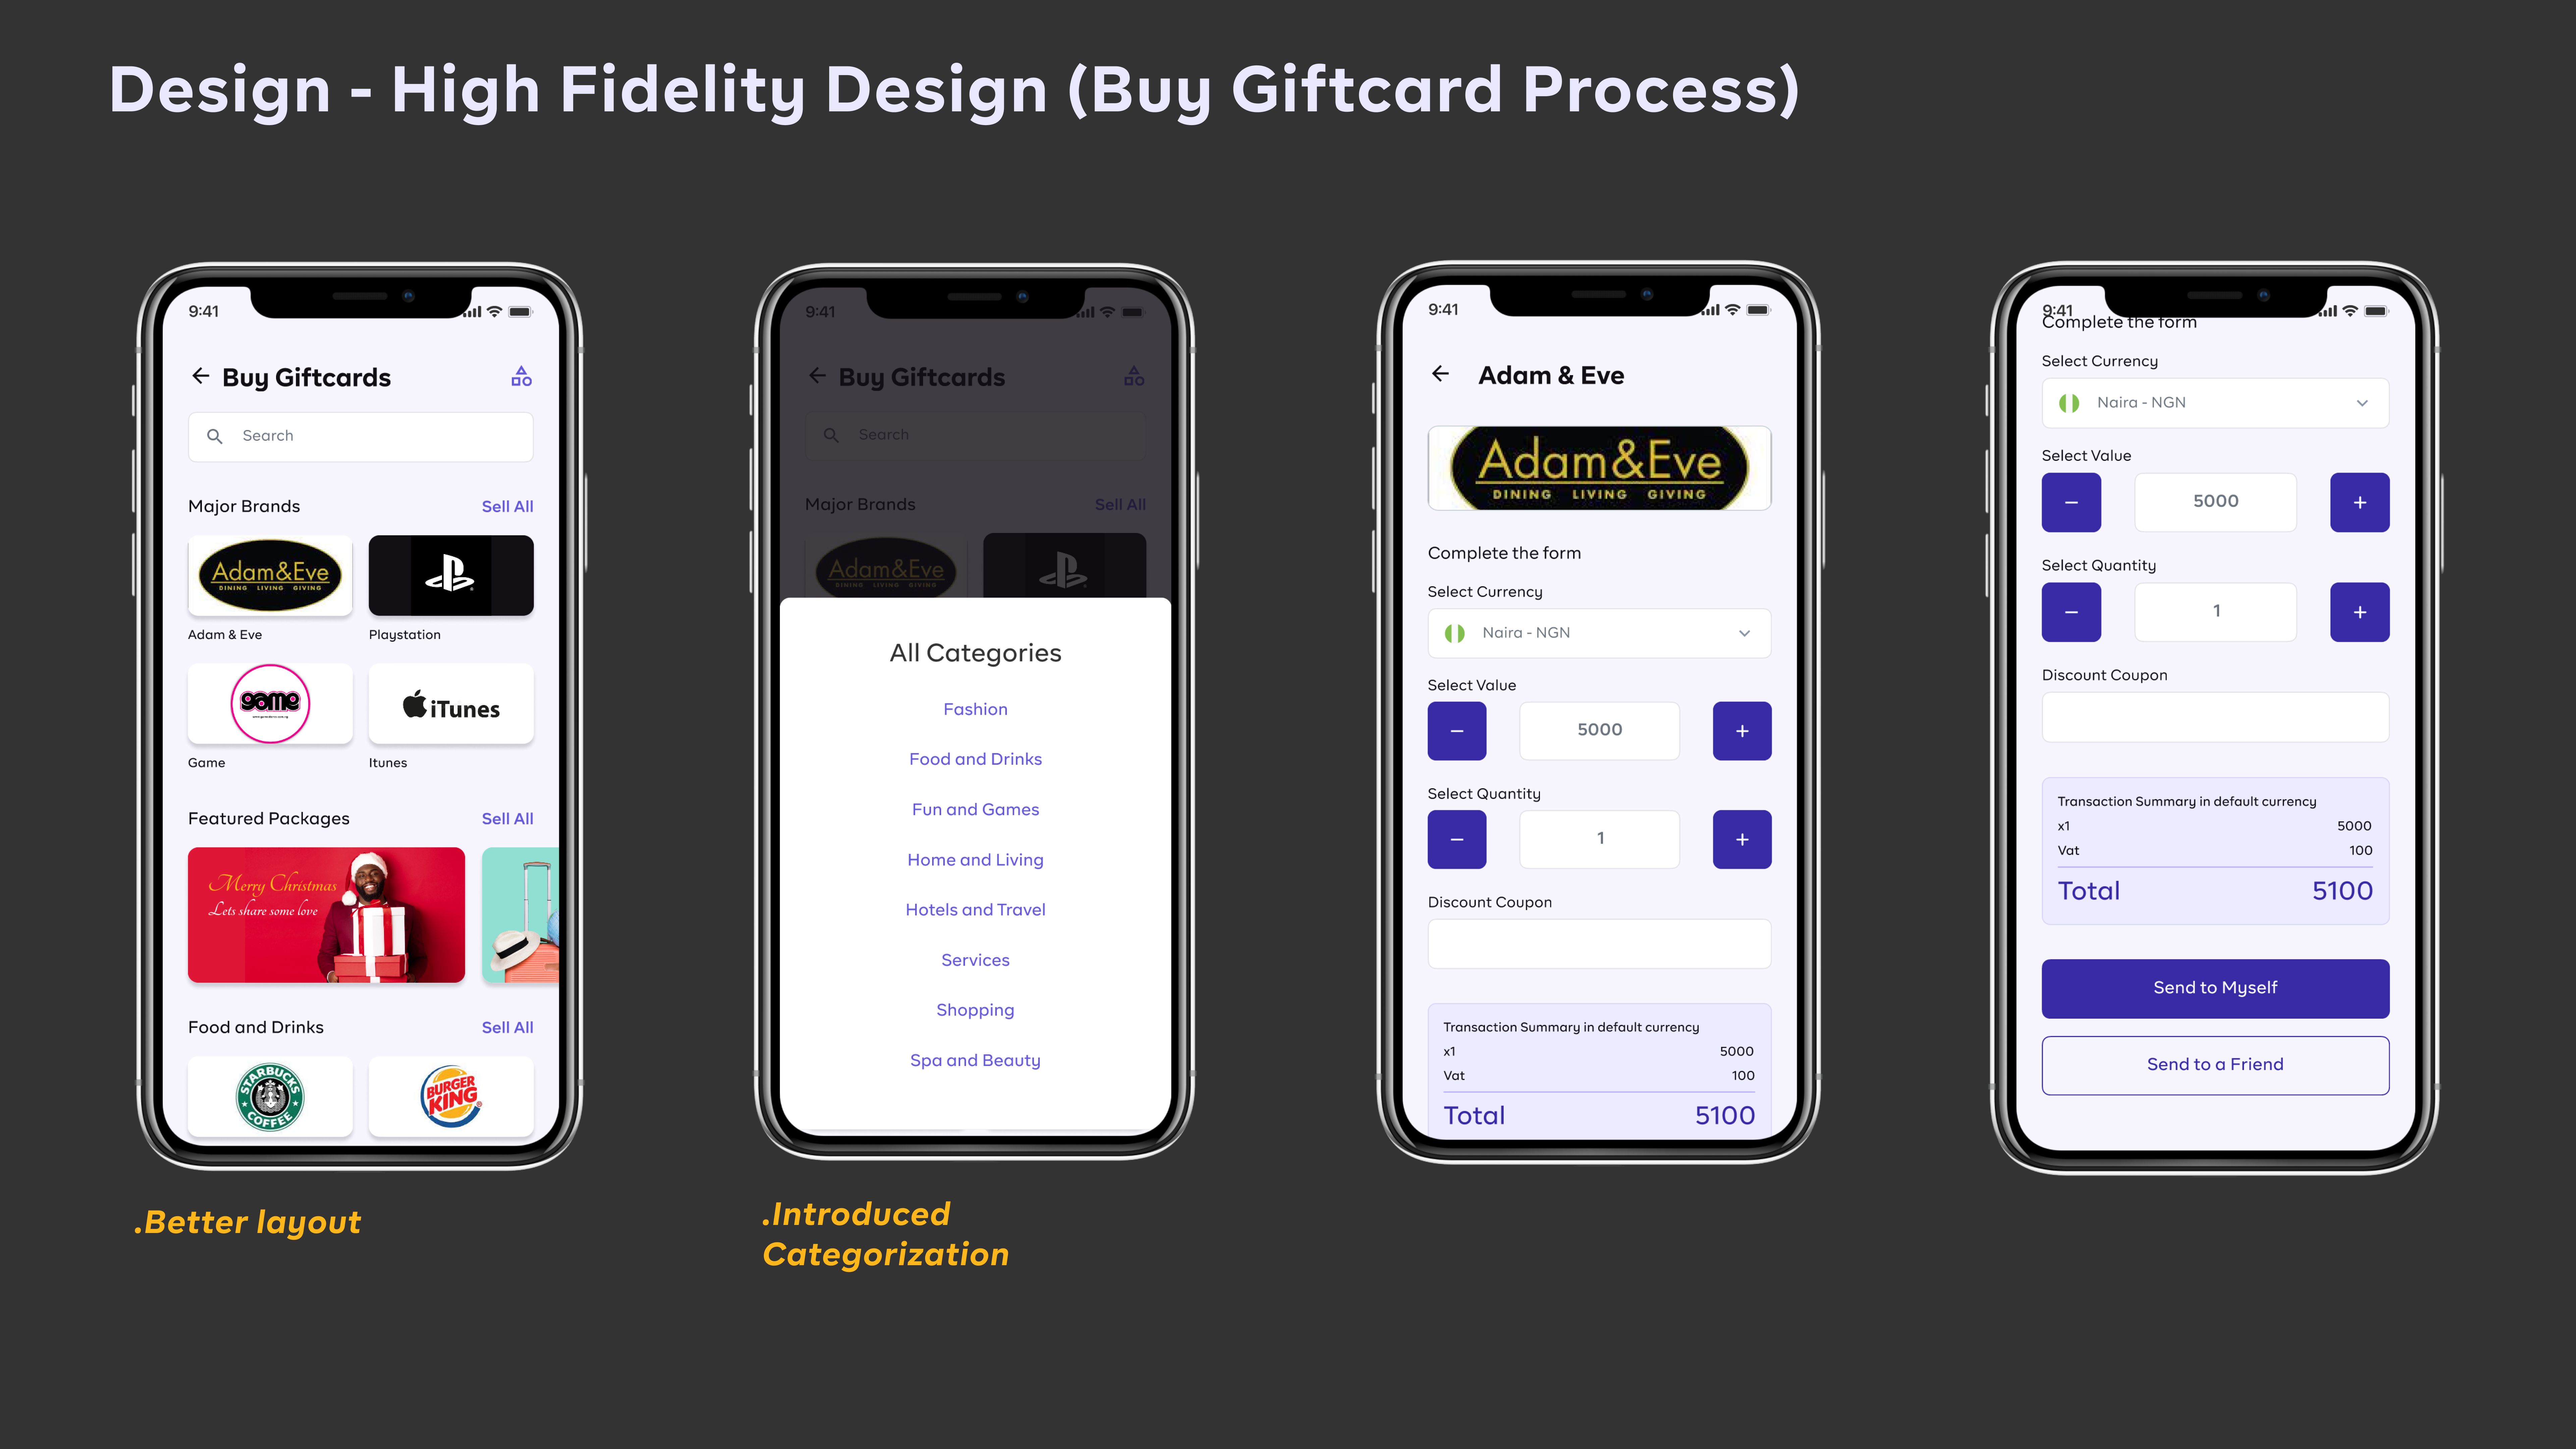 Design - High Fidelity Design (Buy Giftcard Process)
9:41
Buy Giftcards
Search
Major Brands Sell All
Adam&Eve
DINING LIVING GIVING
Adam & Eve Playstation
game
iTunes
Game Itunes
Featured Packages Sell All
Merry Christmas
Lets share some love
Food and Drinks Sell All
STARBUCKS COFFEE
BURGER KING
.Better layout
9:41
Buy Giftcards
Search
Major Brands Sell All
Adam&Eve
DINING LIVING GIVING
All Categories
Fashion
Food and Drinks
Fun and Games
Home and Living
Hotels and Travel
Services
Shopping
Spa and Beauty
.Introduced
Categorization
9:41
Adam & Eve
Adam&Eve
DINING LIVING GIVING
Complete the form
Select Currency
Naira - NGN
Select Value
− 5000 +
Select Quantity
− 1 +
Discount Coupon
Transaction Summary in default currency
x1 5000
Vat 100
Total 5100
9:41
Complete the form
Select Currency
Naira - NGN
Select Value
− 5000 +
Select Quantity
− 1 +
Discount Coupon
Transaction Summary in default currency
x1 5000
Vat 100
Total 5100
Send to Myself
Send to a Friend